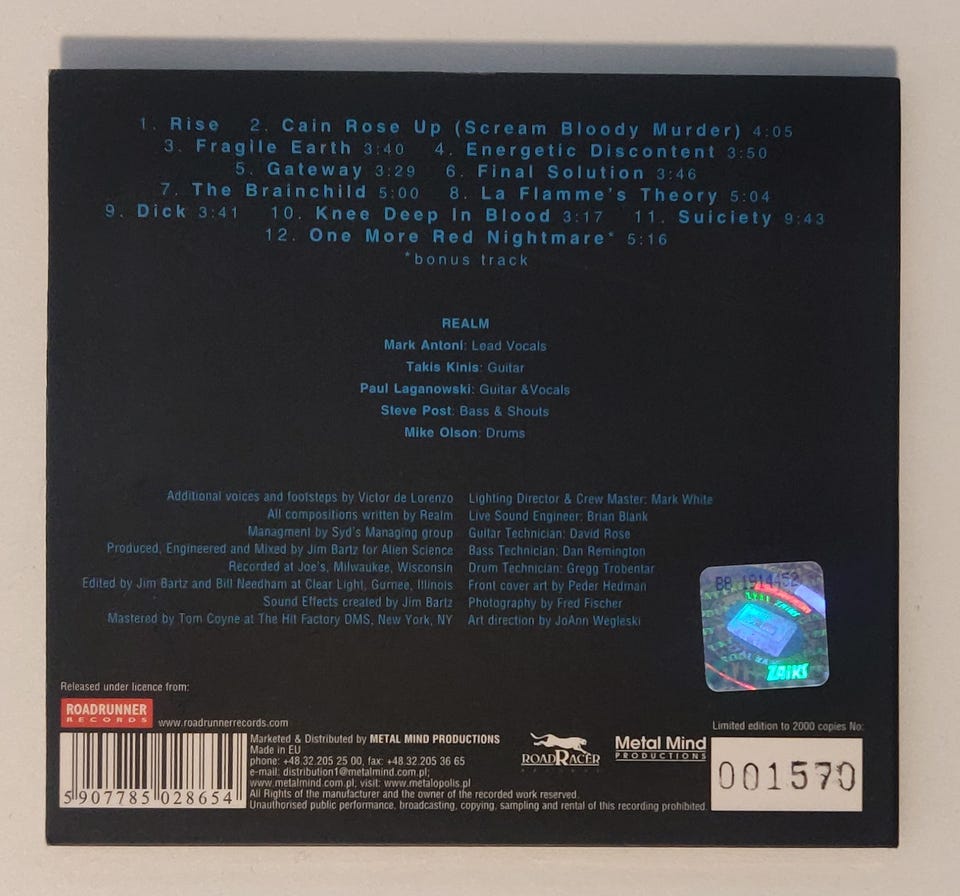 1. Rise 2. Cain Rose Up (Scream Bloody Murder) 4:05
3. Fragile Earth 3:40 4. Energetic Discontent 3:50
5. Gateway 3:29 6. Final Solution 3:46
7. The Brainchild 5:00 8. La Flamme's Theory 5:04
9. Dick 3:41 10. Knee Deep In Blood 3:17 11. Suiciety 9:43
12. One More Red Nightmare* 5:16
*bonus track
REALM
Mark Antoni: Lead Vocals
Takis Kinis: Guitar
Paul Laganowski: Guitar &Vocals
Steve Post: Bass & Shouts
Mike Olson: Drums
Additional voices and footsteps by Victor de Lorenzo
All compositions written by Realm
Managment by Syd's Managing group
Produced, Engineered and Mixed by Jim Bartz for Alien Science
Recorded at Joe's, Milwaukee, Wisconsin
Edited by Jim Bartz and Bill Needham at Clear Light, Gurnee, Illinois
Sound Effects created by Jim Bartz
Mastered by Tom Coyne at The Hit Factory DMS, New York, NY
Lighting Director & Crew Master: Mark White
Live Sound Engineer: Brian Blank
Guitar Technician: David Rose
Bass Technician: Dan Remington
Drum Technician: Gregg Trobentar
Front cover art by Peder Hedman
Photography by Fred Fischer
Art direction by JoAnn Wegleski
BB 1914452
ZAIKS
Released under licence from:
ROADRUNNER
RECORDS
www.roadrunnerrecords.com
5 907785 028654
Marketed & Distributed by METAL MIND PRODUCTIONS
Made in EU
phone: +48.32.205 25 00, fax: +48.32.205 36 65
e-mail: distribution1@metalmind.com.pl;
www.metalmind.com.pl; visit: www.metalopolis.pl
All Rights of the manufacturer and the owner of the recorded work reserved.
Unauthorised public performance, broadcasting, copying, sampling and rental of this recording prohibited
ROADRACER
RECORDS
Metal Mind
PRODUCTIONS
Limited edition to 2000 copies No:
001570